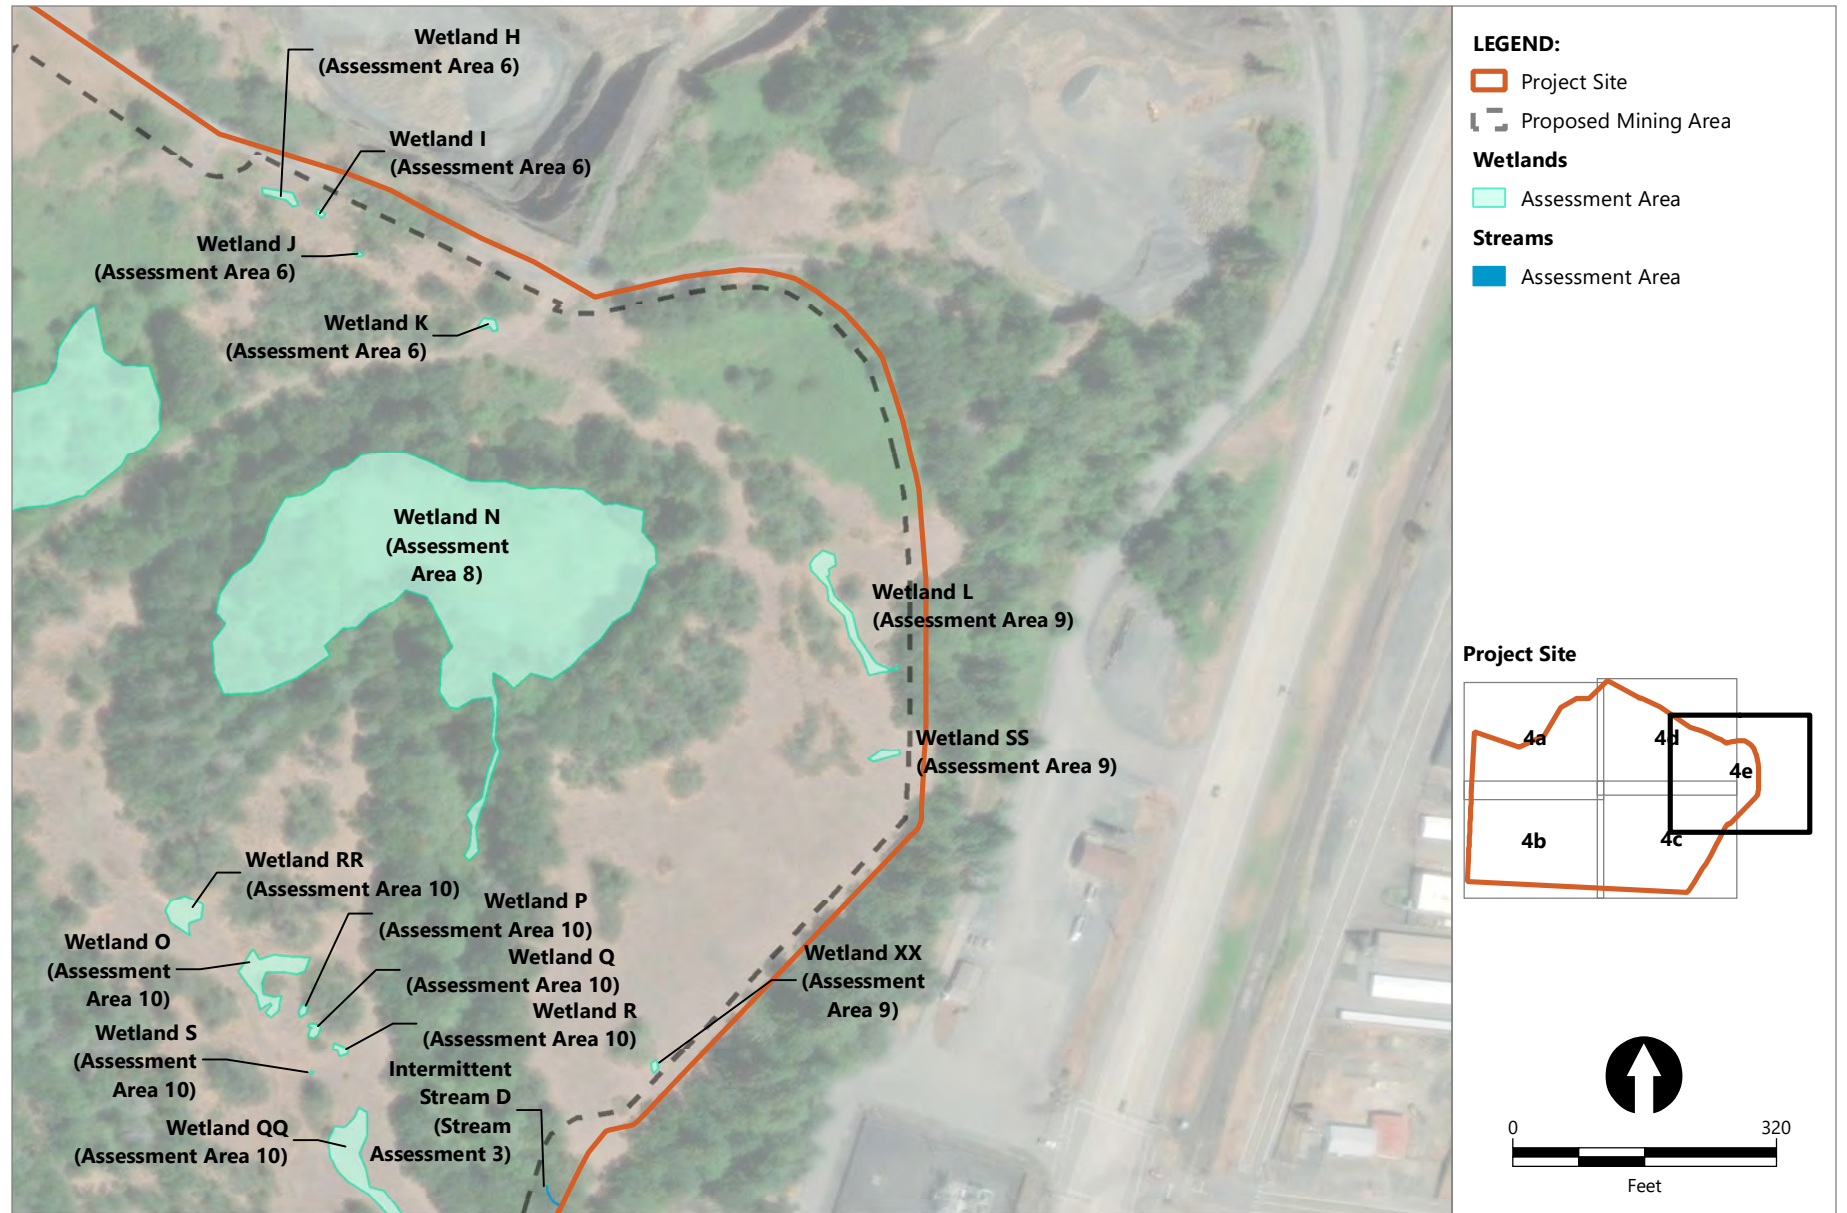 Wetland H
(Assessment Area 6)
Wetland I
(Assessment Area 6)
Wetland J
(Assessment Area 6)
Wetland K
(Assessment Area 6)
Wetland N
(Assessment
Area 8)
Wetland L
(Assessment Area 9)
Wetland SS
(Assessment Area 9)
Wetland RR
(Assessment Area 10)
Wetland P
(Assessment Area 10)
Wetland O
(Assessment
Area 10)
Wetland Q
(Assessment Area 10)
Wetland XX
(Assessment
Area 9)
Wetland R
(Assessment Area 10)
Wetland S
(Assessment
Area 10)
Intermittent
Stream D
(Stream
Assessment 3)
Wetland QQ
(Assessment Area 10)
LEGEND:
Project Site
Proposed Mining Area
Wetlands
Assessment Area
Streams
Assessment Area
Project Site
4a
4d
4e
4b
4c
0 320
Feet